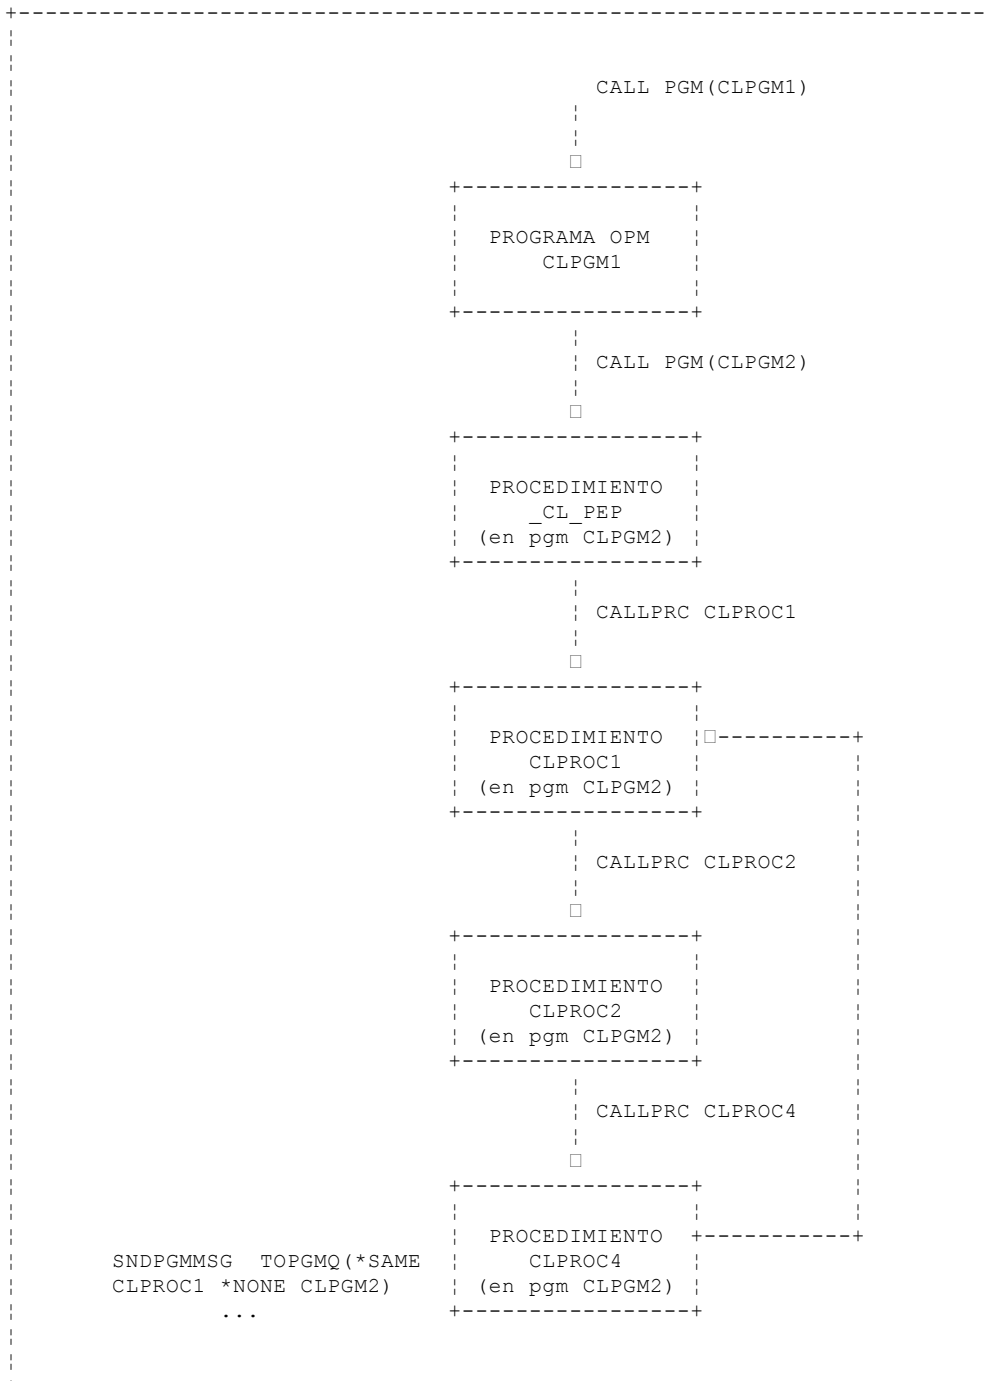 CALL PGM(CLPGM1)
PROGRAMA OPM
CLPGM1
CALL PGM(CLPGM2)
PROCEDIMIENTO
_CL_PEP
(en pgm CLPGM2)
CALLPRC CLPROC1
PROCEDIMIENTO
CLPROC1
(en pgm CLPGM2)
CALLPRC CLPROC2
PROCEDIMIENTO
CLPROC2
(en pgm CLPGM2)
CALLPRC CLPROC4
PROCEDIMIENTO
SNDPGMMSG TOPGMQ(*SAME CLPROC4
CLPROC1 *NONE CLPGM2) (en pgm CLPGM2)
...